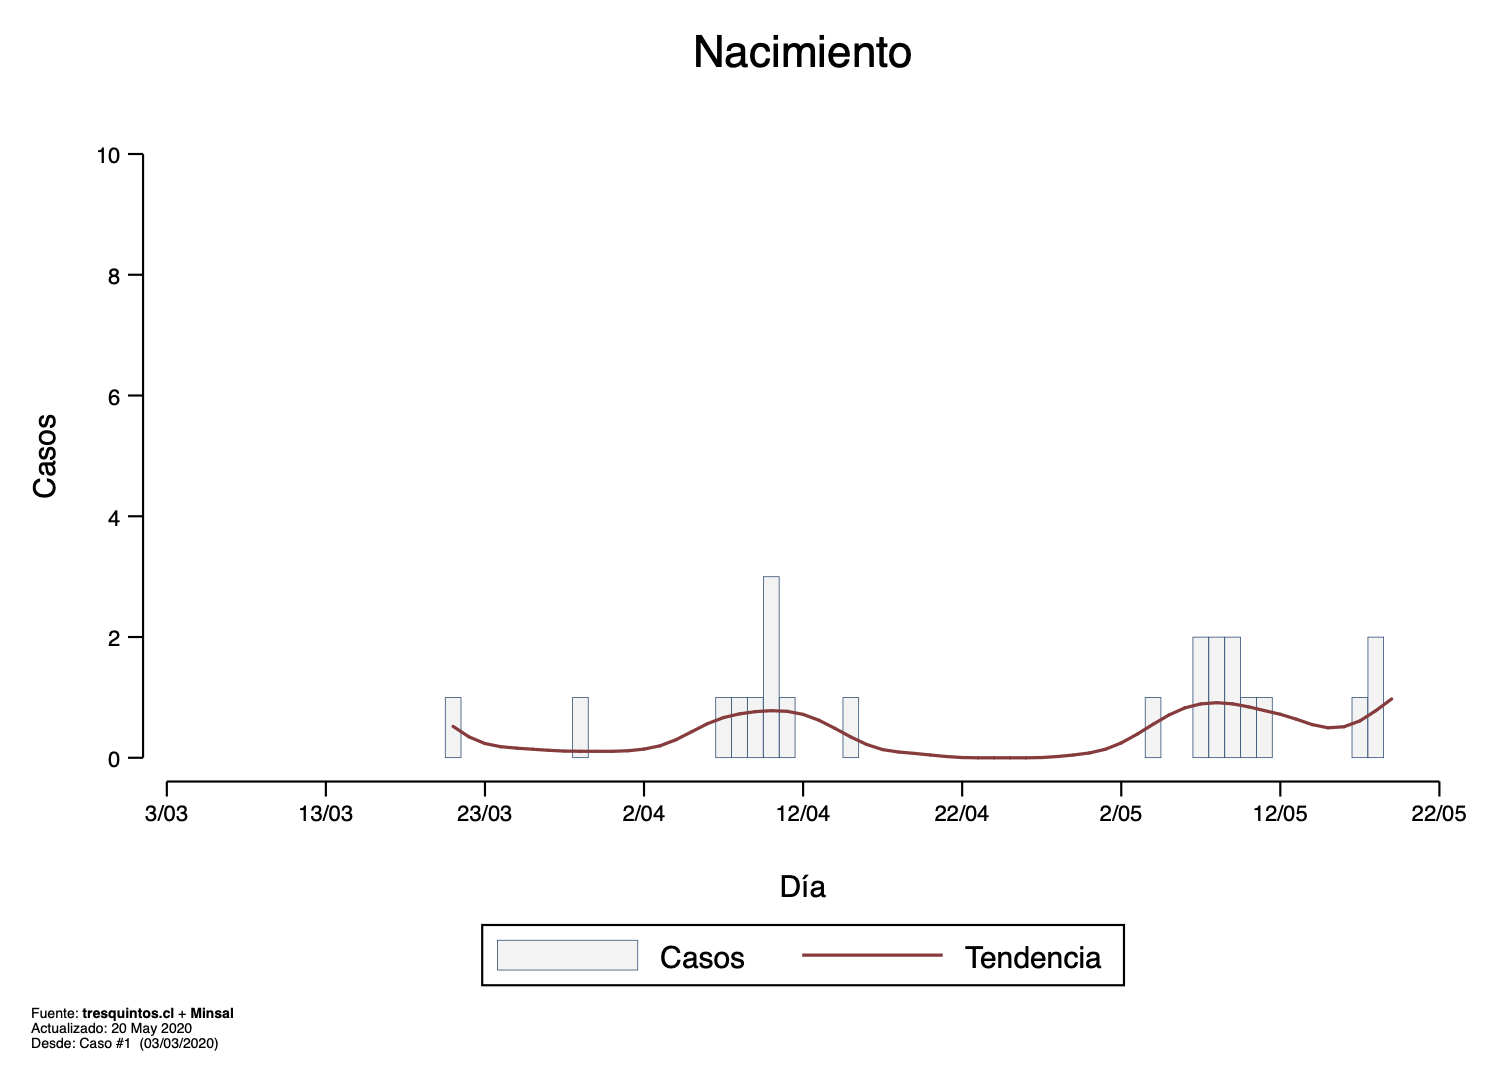 Nacimiento
10
8
6
4
2
0
Casos
3/03 13/03 23/03 2/04 12/04 22/04 2/05 12/05 22/05
Día
Casos Tendencia
Fuente: tresquintos.cl + Minsal
Actualizado: 20 May 2020
Desde: Caso #1 (03/03/2020)